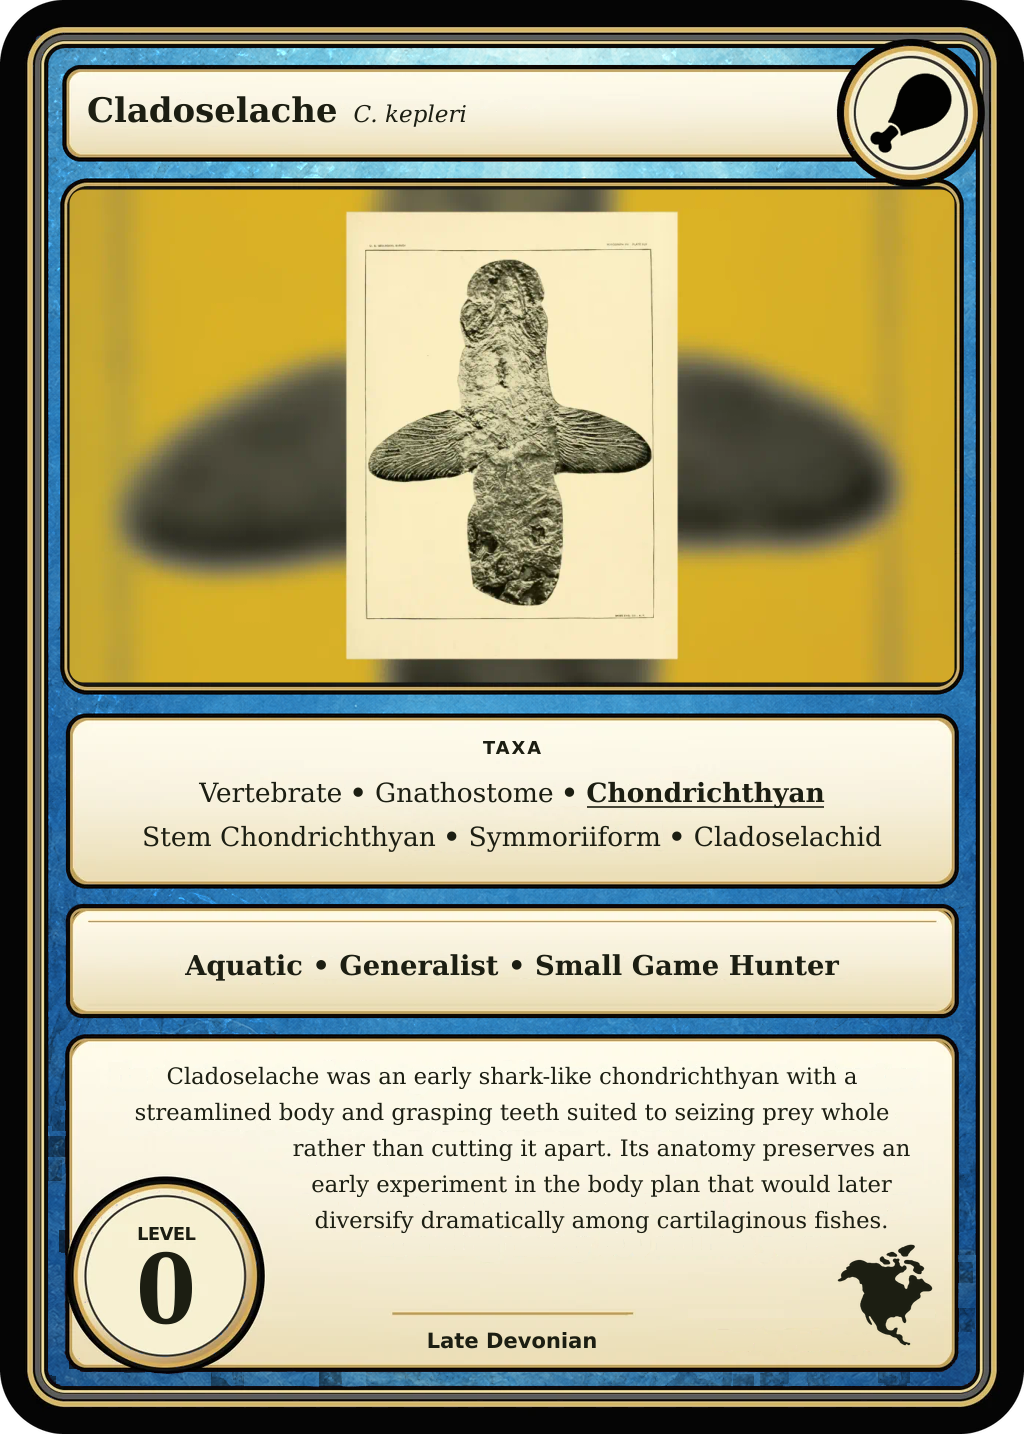 Cladoselache C. kepleri
TAXA
Vertebrate • Gnathostome • Chondrichthyan
Stem Chondrichthyan • Symmoriiform • Cladoselachid
Aquatic • Generalist • Small Game Hunter
Cladoselache was an early shark-like chondrichthyan with a
streamlined body and grasping teeth suited to seizing prey whole
rather than cutting it apart. Its anatomy preserves an
early experiment in the body plan that would later
diversify dramatically among cartilaginous fishes.
LEVEL
0
Late Devonian